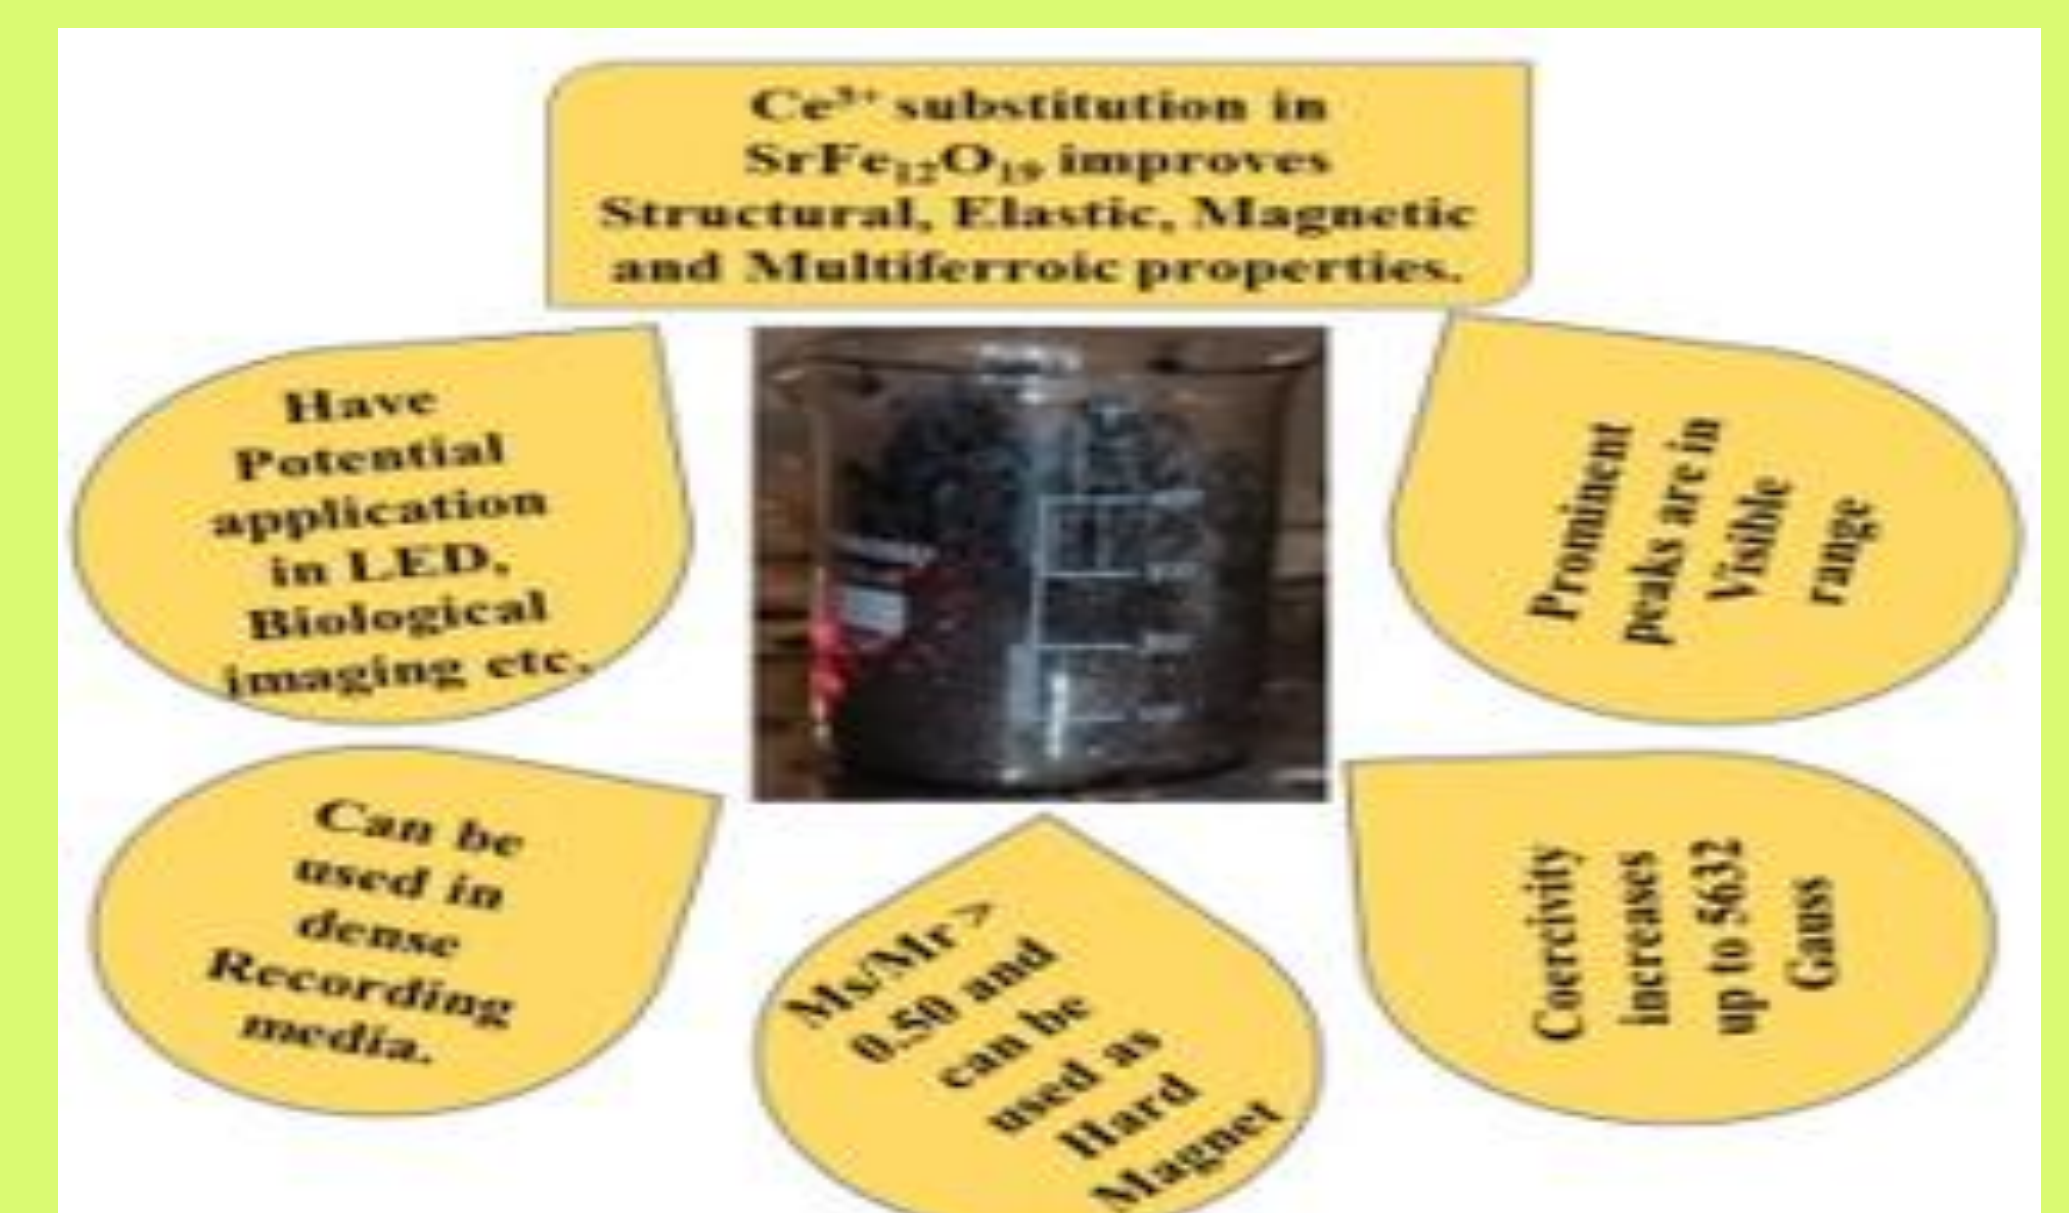 Ce³⁺ substitution in
SrFe₁₂O₁₉ improves
Structural, Elastic, Magnetic
and Multiferroic properties.
Have
Potential
application
in LED,
Biological
imaging etc.
Prominent
peaks are in
Visible
range
Can be
used in
dense
Recording
media.
Ms/Mr >
0.50 and
can be
used as
Hard
Magnet
Coercivity
increases
up to 5632
Gauss